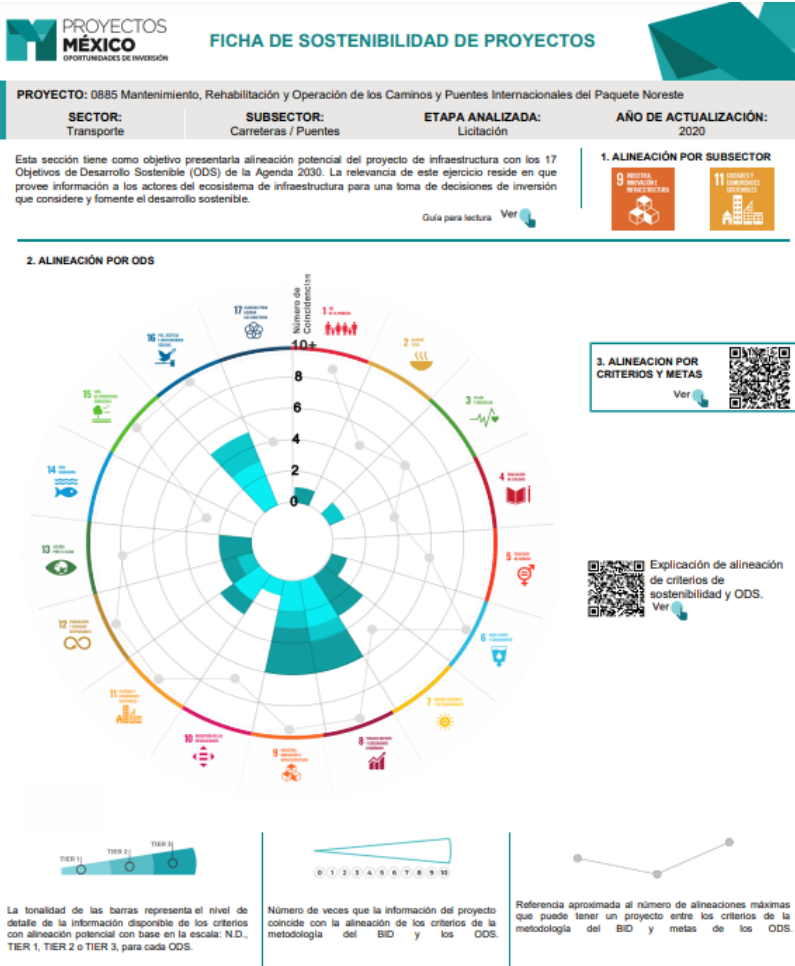 PROYECTOS
MÉXICO
OPORTUNIDADES DE INVERSIÓN
FICHA DE SOSTENIBILIDAD DE PROYECTOS
PROYECTO: 0885 Mantenimiento, Rehabilitación y Operación de los Caminos y Puentes Internacionales del Paquete Noreste
SECTOR:
Transporte
SUBSECTOR:
Carreteras / Puentes
ETAPA ANALIZADA:
Licitación
AÑO DE ACTUALIZACIÓN:
2020
Esta sección tiene como objetivo presentarla alineación potencial del proyecto de infraestructura con los 17
Objetivos de Desarrollo Sostenible (ODS) de la Agenda 2030. La relevancia de este ejercicio reside en que
provee información a los actores del ecosistema de infraestructura para una toma de decisiones de inversión
que considere y fomente el desarrollo sostenible.
Guía para lectura Ver
1. ALINEACIÓN POR SUBSECTOR
9 INDUSTRIA,
INNOVACIÓN E
INFRAESTRUCTURA
11 CIUDADES Y
COMUNIDADES
SOSTENIBLES
2. ALINEACIÓN POR ODS
Número de
Coincidencias
10+
8
6
4
2
0
1
2
3
4
5
6
7
8
9
10
11
12
13
14
15
16
17
3. ALINEACION POR
CRITERIOS Y METAS
Ver
Explicación de alineación
de criterios de
sostenibilidad y ODS.
Ver
TIER 1
TIER 2
TIER 3
La tonalidad de las barras representa el nivel de
detalle de la información disponible de los criterios
con alineación potencial con base en la escala: N.D.,
TIER 1, TIER 2 o TIER 3, para cada ODS.
0 1 2 3 4 5 6 7 8 9 10
Número de veces que la información del proyecto
coincide con la alineación de los criterios de la
metodología del BID y los ODS.
Referencia aproximada al número de alineaciones máximas
que puede tener un proyecto entre los criterios de la
metodología del BID y metas de los ODS.